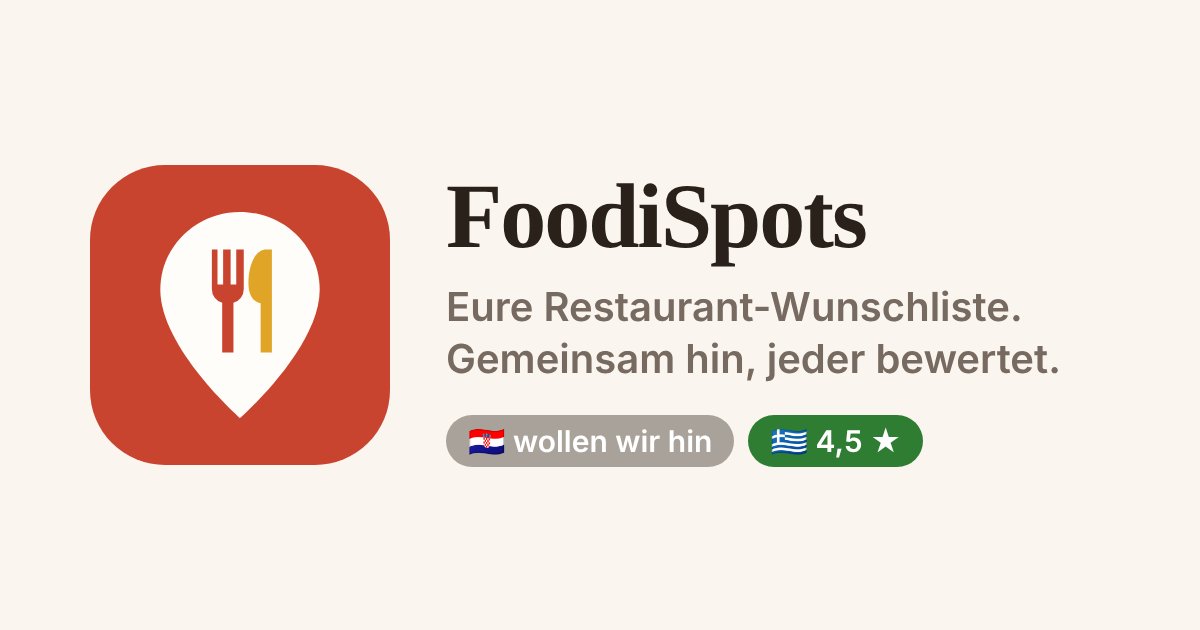 FoodiSpots
Eure Restaurant-Wunschliste.
Gemeinsam hin, jeder bewertet.
🇭🇷 wollen wir hin
🇬🇷 4,5 ★